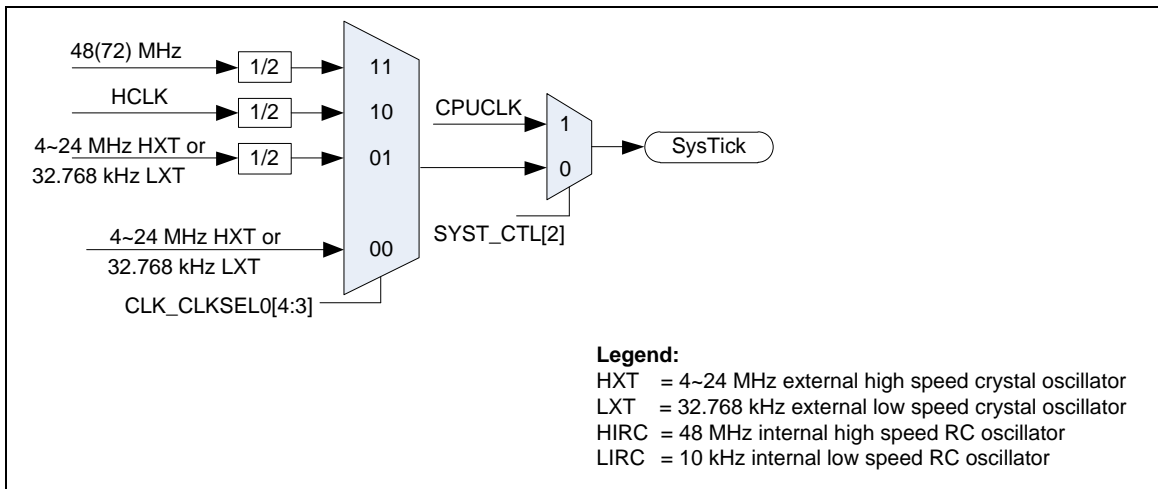 48(72) MHz
1/2
11
HCLK
1/2
10
CPUCLK
1
4~24 MHz HXT or
32.768 kHz LXT
1/2
01
0
SysTick
SYST_CTL[2]
4~24 MHz HXT or
32.768 kHz LXT
00
CLK_CLKSEL0[4:3]
Legend:
HXT = 4~24 MHz external high speed crystal oscillator
LXT = 32.768 kHz external low speed crystal oscillator
HIRC = 48 MHz internal high speed RC oscillator
LIRC = 10 kHz internal low speed RC oscillator